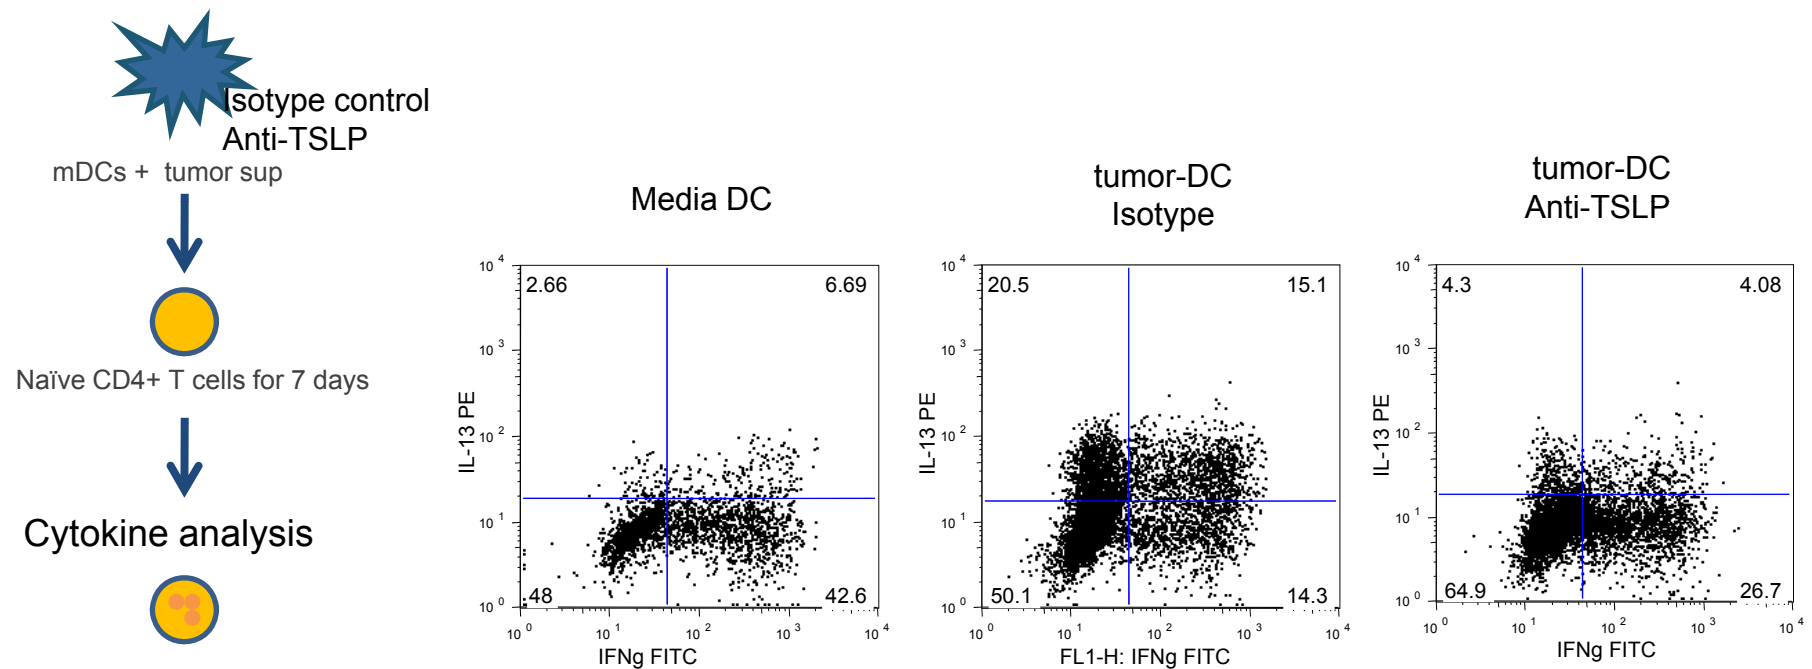 Isotype control
Anti-TSLP
mDCs + tumor sup
Naïve CD4+ T cells for 7 days
Cytokine analysis
Media DC
2.66
6.69
48
42.6
10 4
10 3
10 2
10 1
10 0
10 0
10 1
10 2
10 3
10 4
IL-13 PE
IFNg FITC
tumor-DC
Isotype
20.5
15.1
50.1
14.3
10 4
10 3
10 2
10 1
10 0
10 0
10 1
10 2
10 3
10 4
IL-13 PE
FL1-H: IFNg FITC
tumor-DC
Anti-TSLP
4.3
4.08
64.9
26.7
10 4
10 3
10 2
10 1
10 0
10 0
10 1
10 2
10 3
10 4
IL-13 PE
IFNg FITC